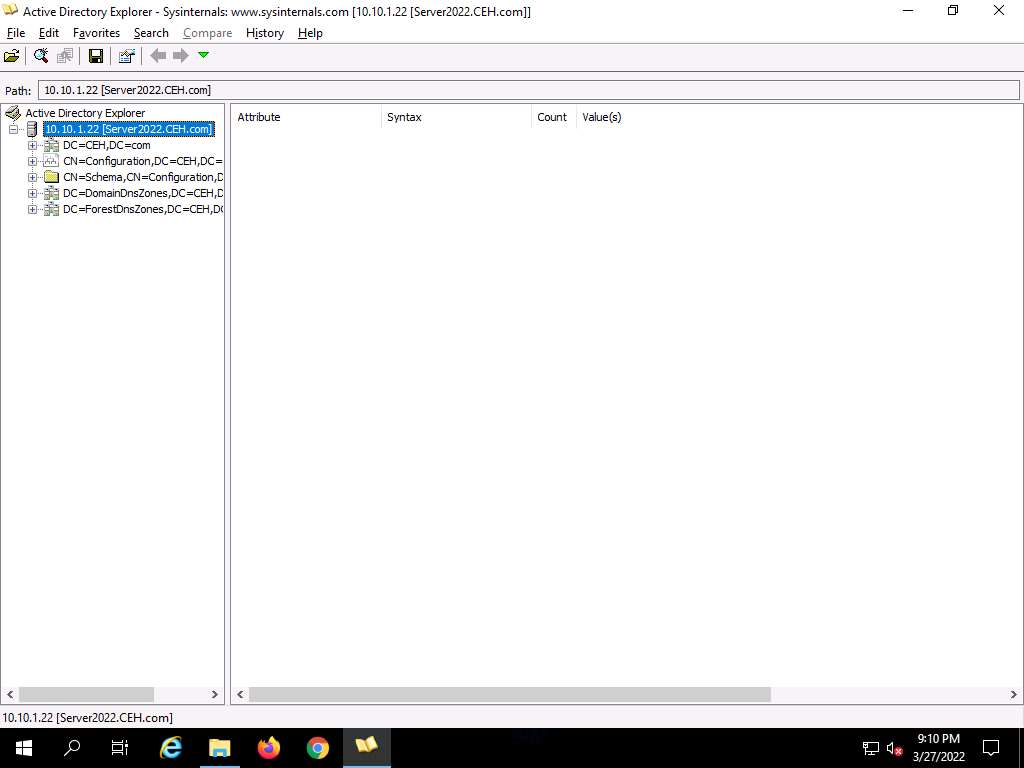 Active Directory Explorer - Sysinternals: www.sysinternals.com [10.10.1.22 [Server2022.CEH.com]]
File Edit Favorites Search Compare History Help
Path: 10.10.1.22 [Server2022.CEH.com]
Active Directory Explorer
10.10.1.22 [Server2022.CEH.com]
DC=CEH,DC=com
CN=Configuration,DC=CEH,DC=
CN=Schema,CN=Configuration,D
DC=DomainDnsZones,DC=CEH,D
DC=ForestDnsZones,DC=CEH,DC
Attribute Syntax Count Value(s)
10.10.1.22 [Server2022.CEH.com]
9:10 PM
3/27/2022